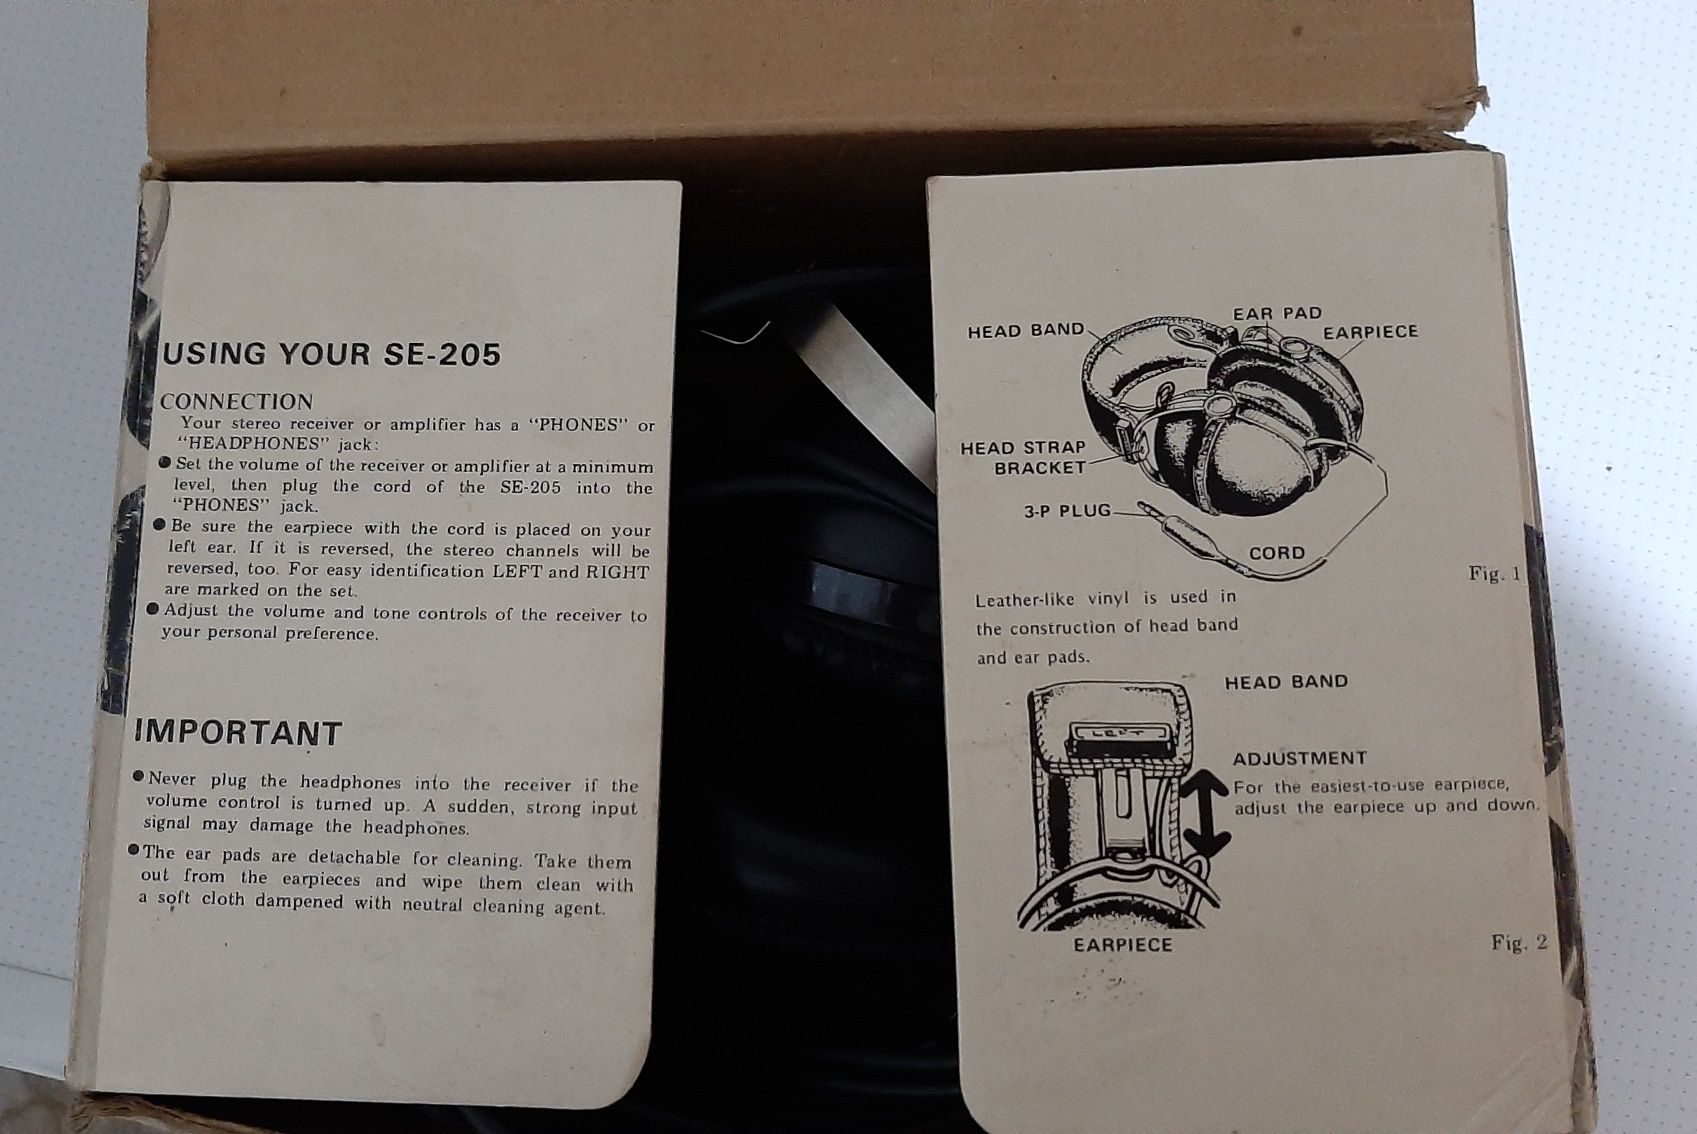 USING YOUR SE-205
CONNECTION
Your stereo receiver or amplifier has a “PHONES” or
“HEADPHONES” jack:
● Set the volume of the receiver or amplifier at a minimum
level, then plug the cord of the SE-205 into the
“PHONES” jack.
● Be sure the earpiece with the cord is placed on your
left ear. If it is reversed, the stereo channels will be
reversed, too. For easy identification LEFT and RIGHT
are marked on the set.
● Adjust the volume and tone controls of the receiver to
your personal preference.
IMPORTANT
● Never plug the headphones into the receiver if the
volume control is turned up. A sudden, strong input
signal may damage the headphones.
● The ear pads are detachable for cleaning. Take them
out from the earpieces and wipe them clean with
a soft cloth dampened with neutral cleaning agent.
EAR PAD
HEAD BAND
EARPIECE
HEAD STRAP
BRACKET
3-P PLUG
CORD
Fig. 1
Leather-like vinyl is used in
the construction of head band
and ear pads.
HEAD BAND
LEFT
ADJUSTMENT
For the easiest-to-use earpiece,
adjust the earpiece up and down.
EARPIECE
Fig. 2